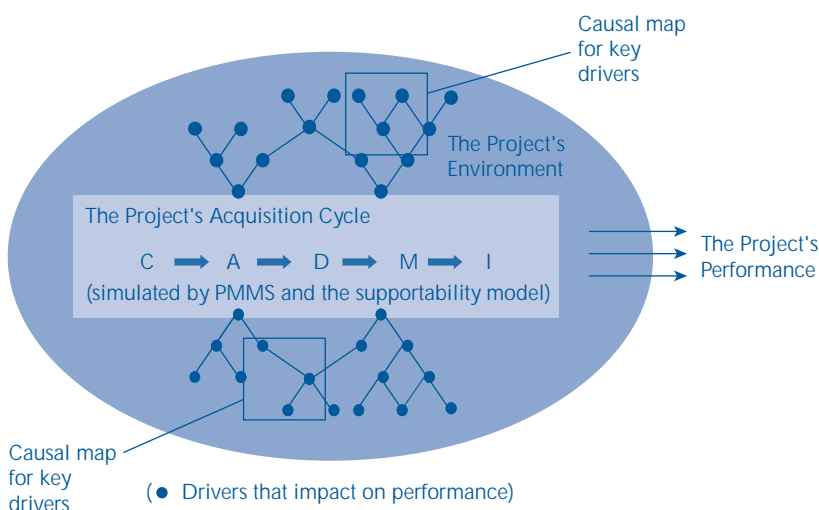 Causal map
for key
drivers
The Project's
Environment
The Project's Acquisition Cycle
C A D M I
(simulated by PMMS and the supportability model)
The Project's
Performance
Causal map
for key
drivers
(● Drivers that impact on performance)